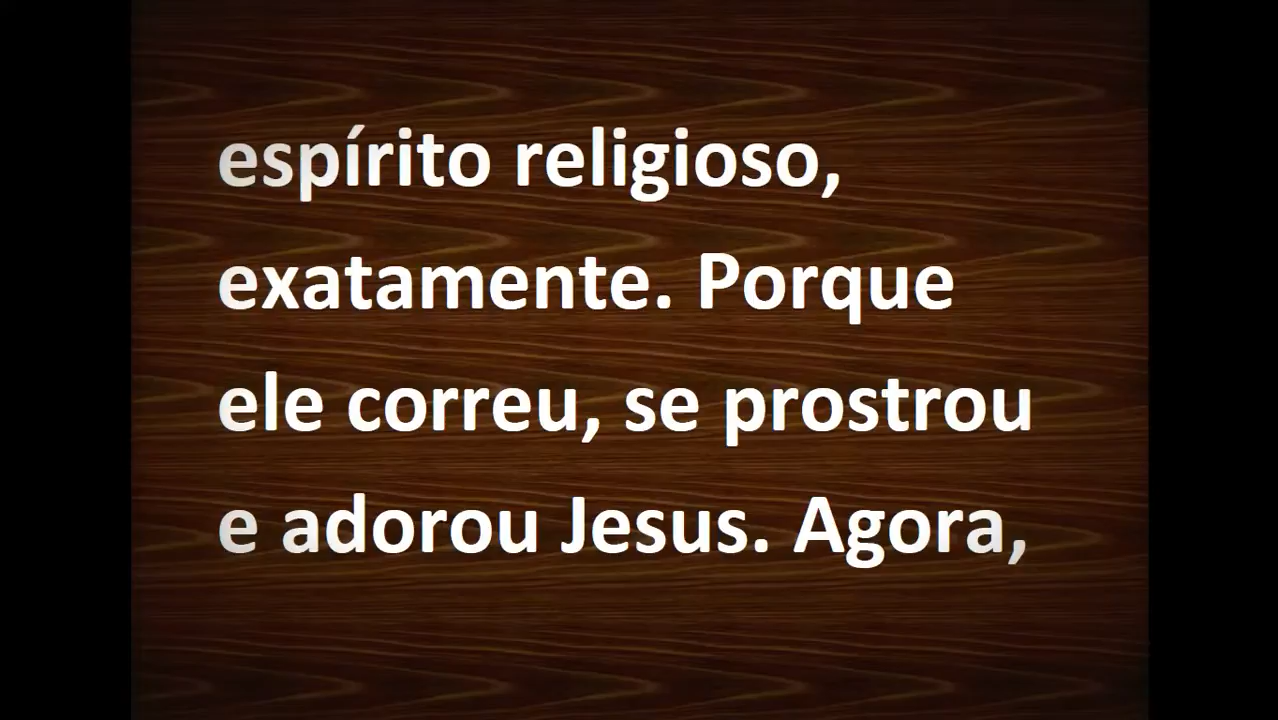 espírito religioso,
exatamente. Porque
ele correu, se prostrou
e adorou Jesus. Agora,